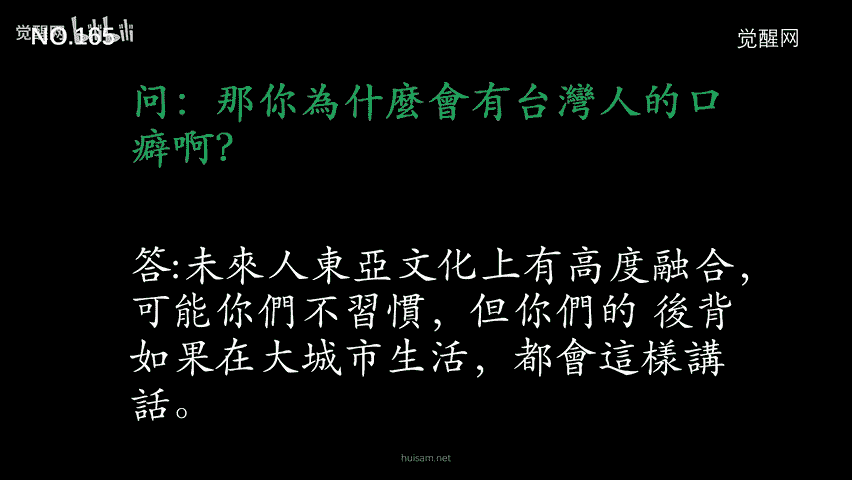 觉醒网 bilibili
NO.165
觉醒网
问：那你為什麼會有台灣人的口
癖啊?
答:未來人東亞文化上有高度融合，
可能你們不習慣，但你們的 後背
如果在大城市生活，都會這樣講
話。
huisam.net